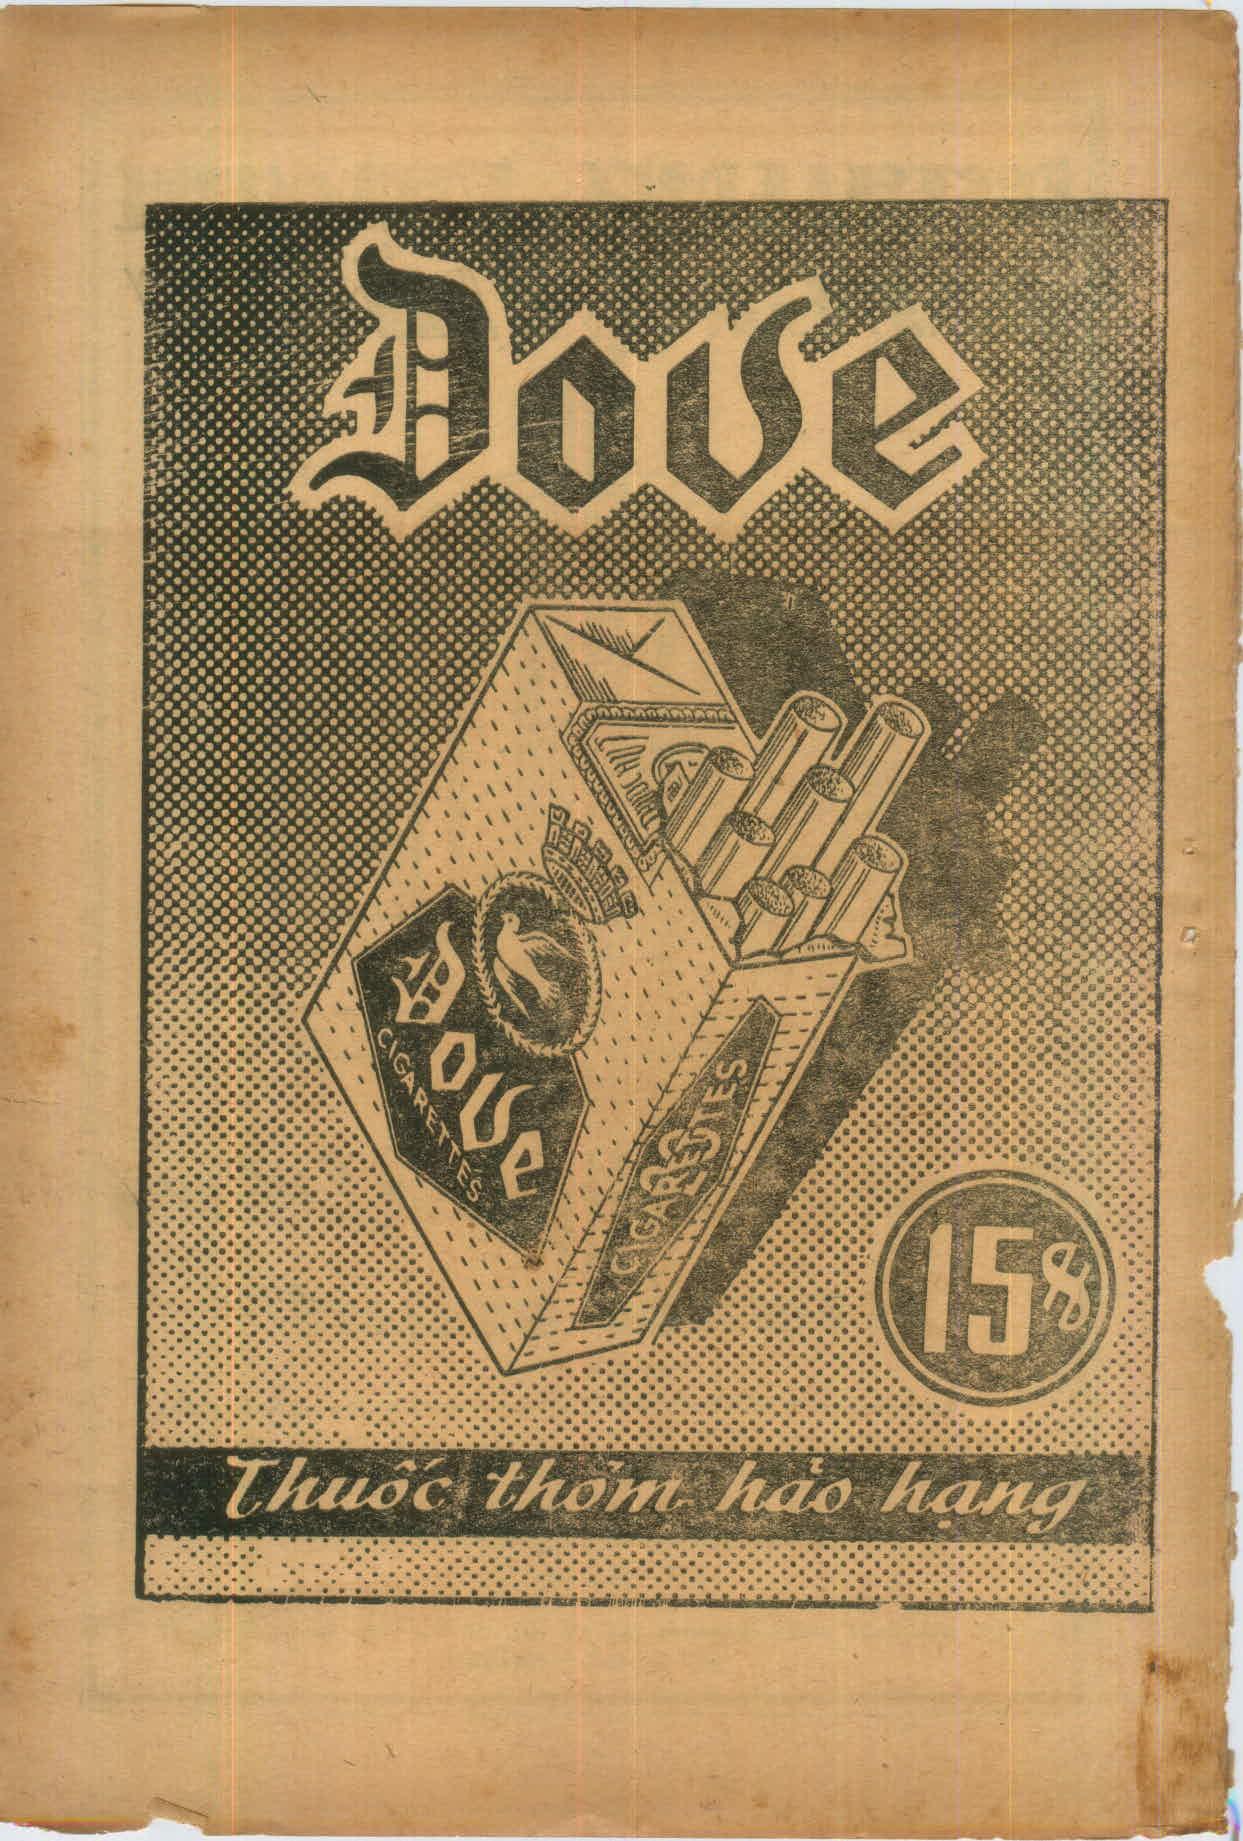 Dove
Dove
CIGARETTES
CIGARETTES
15$
Thuốc thơm hảo hạng